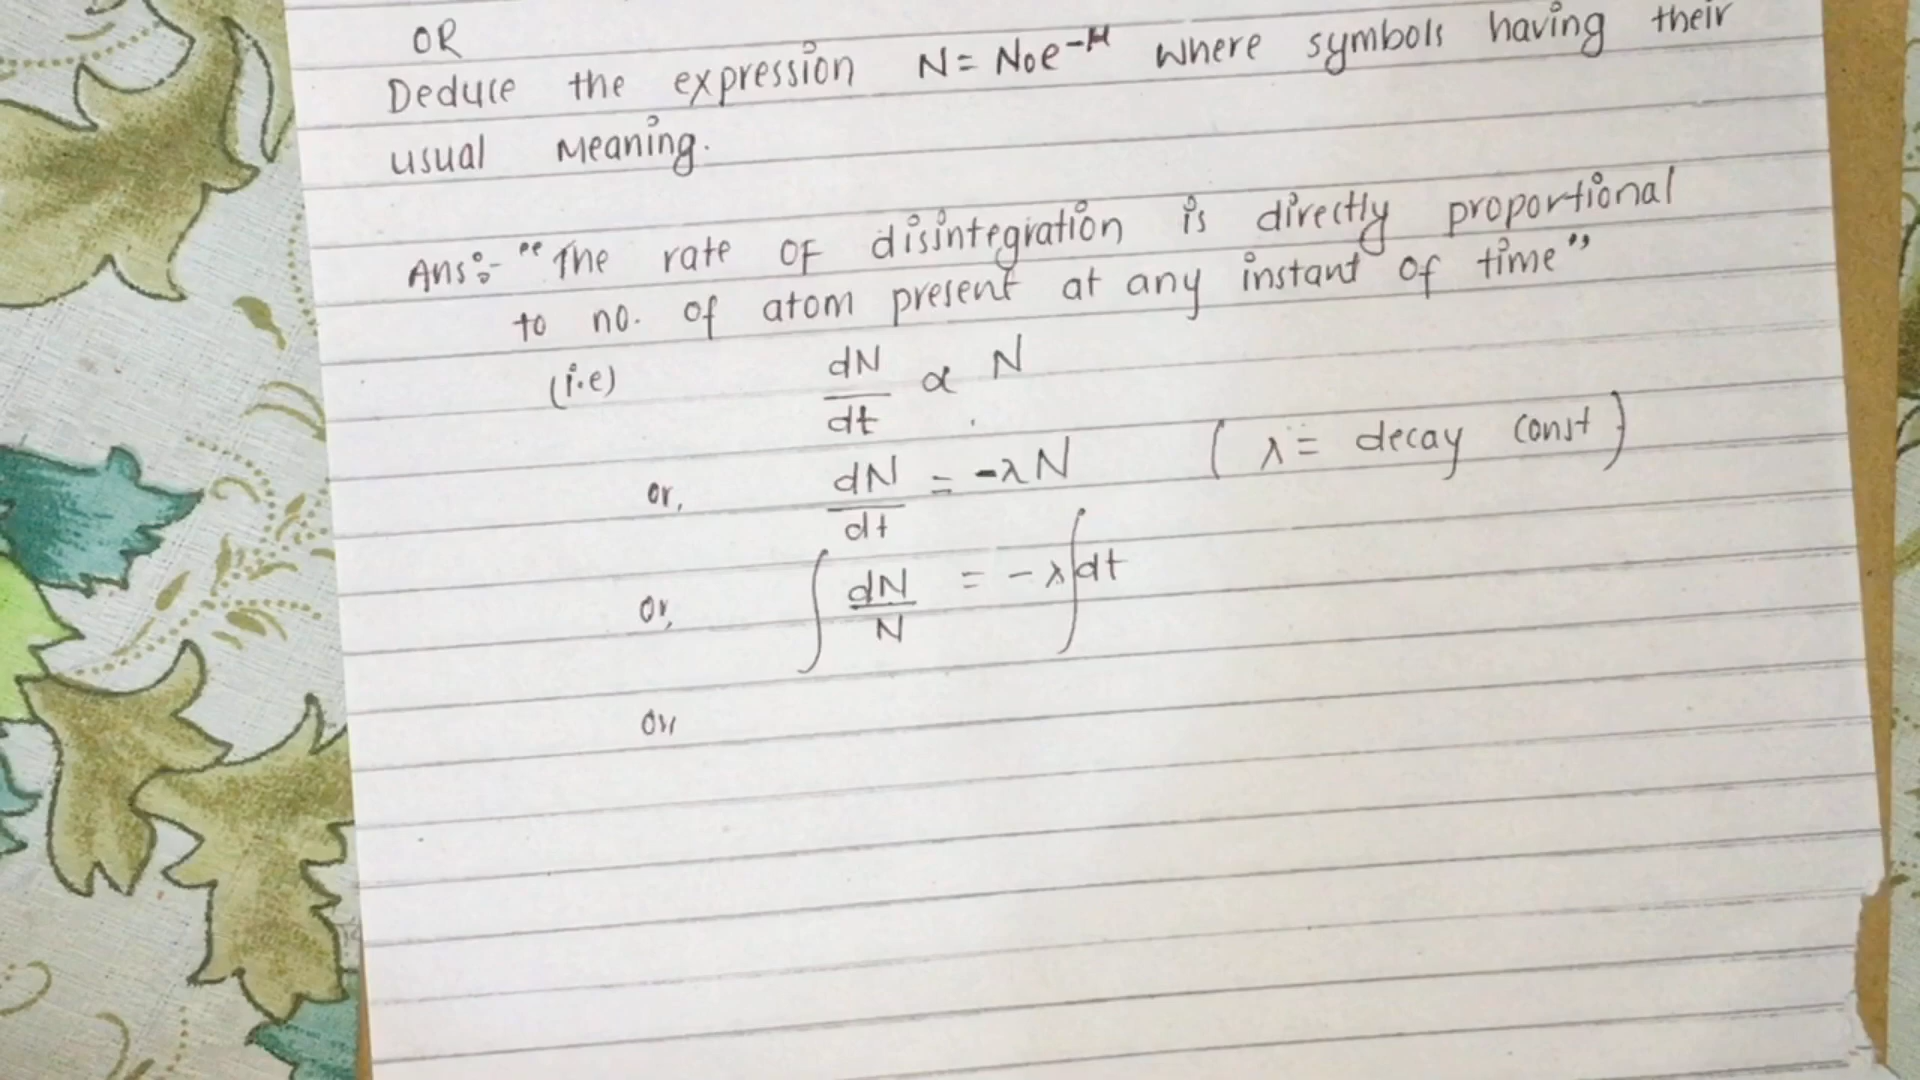 OR
Deduce the expression N = N₀e^-λt where symbols having their
usual Meaning.
Ans:- "The rate OF disintegration is directly proportional
to no. of atom present at any instant of time"
(i.e) dN/dt ∝ N
or, dN/dt = -λN (λ = decay const)
or, ∫ dN/N = -λ∫dt
or,